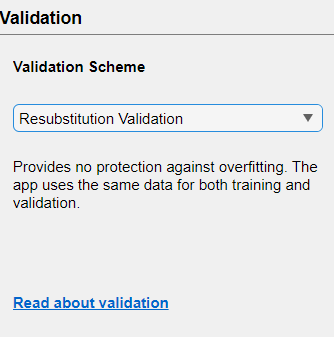 Validation
Validation Scheme
Resubstitution Validation
Provides no protection against overfitting. The
app uses the same data for both training and
validation.
Read about validation